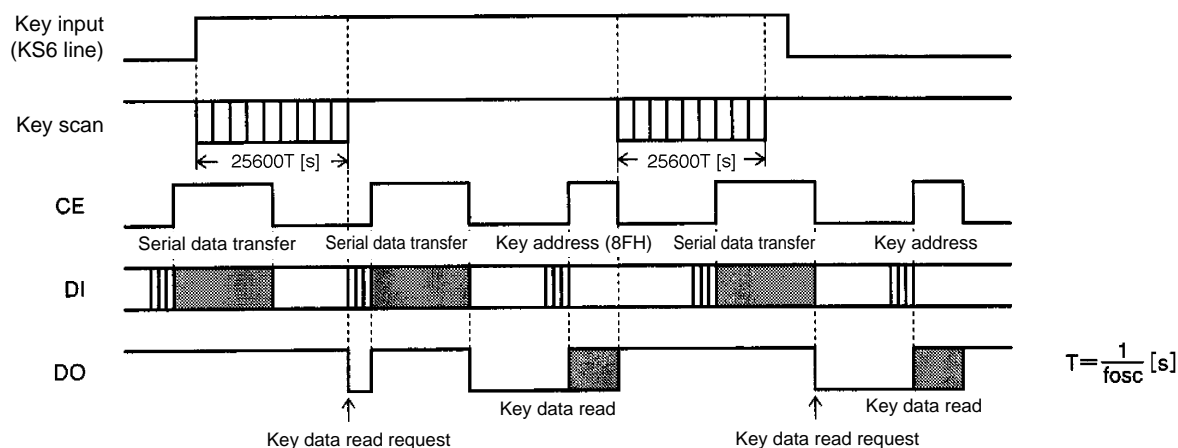 Key input
(KS6 line)
Key scan
25600T [s]
25600T [s]
CE
Serial data transfer
Serial data transfer
Key address (8FH)
Serial data transfer
Key address
DI
DO
T=1/fosc [s]
Key data read
Key data read
Key data read request
Key data read request